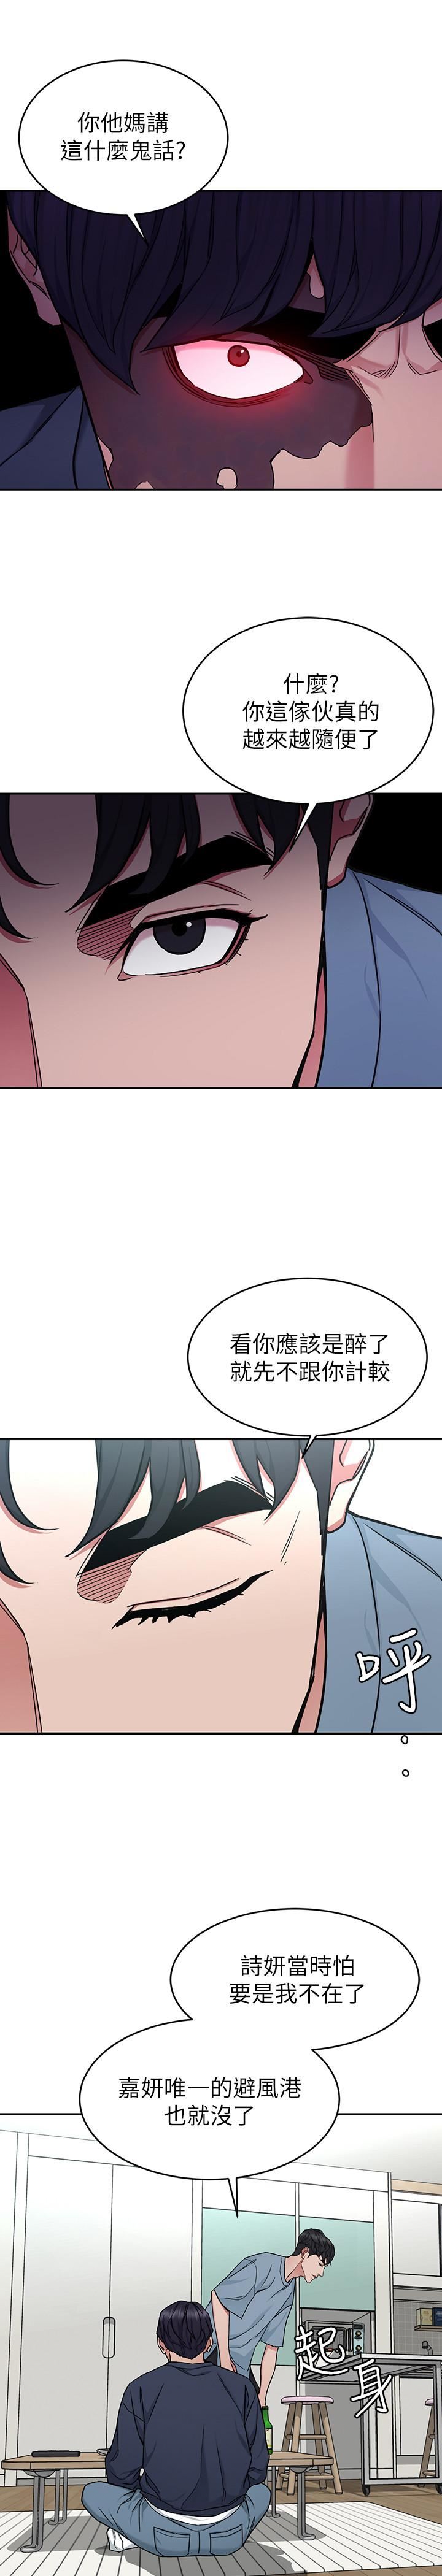 你他媽講
這什麼鬼話?
什麼?
你這傢伙真的
越來越隨便了
看你應該是醉了
就先不跟你計較
呼
詩妍當時怕
要是我不在了
嘉妍唯一的避風港
也就沒了
起身